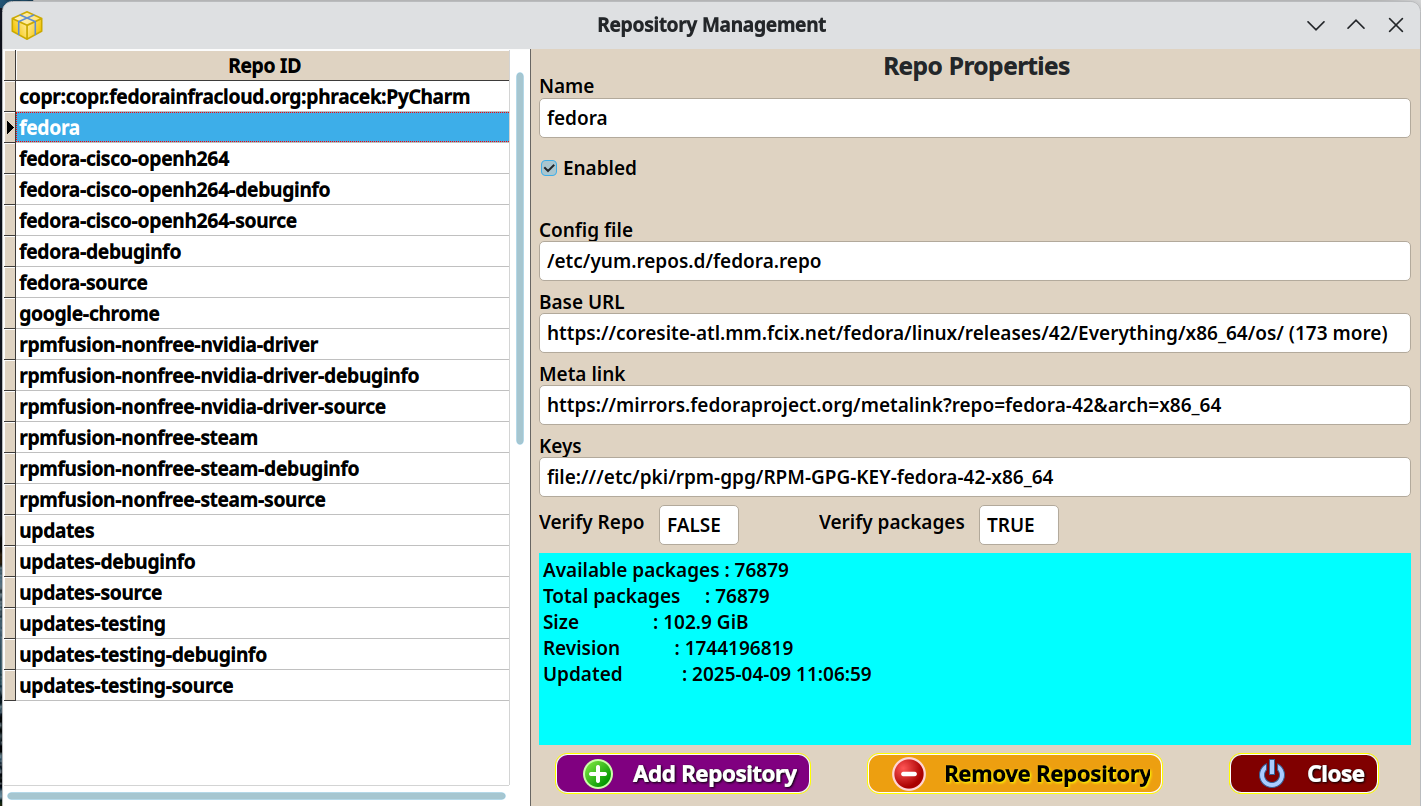 Repository Management
Repo ID
copr:copr.fedorainfracloud.org:phracek:PyCharm
fedora
fedora-cisco-openh264
fedora-cisco-openh264-debuginfo
fedora-cisco-openh264-source
fedora-debuginfo
fedora-source
google-chrome
rpmfusion-nonfree-nvidia-driver
rpmfusion-nonfree-nvidia-driver-debuginfo
rpmfusion-nonfree-nvidia-driver-source
rpmfusion-nonfree-steam
rpmfusion-nonfree-steam-debuginfo
rpmfusion-nonfree-steam-source
updates
updates-debuginfo
updates-source
updates-testing
updates-testing-debuginfo
updates-testing-source
Repo Properties
Name
fedora
Enabled
Config file
/etc/yum.repos.d/fedora.repo
Base URL
https://coresite-atl.mm.fcix.net/fedora/linux/releases/42/Everything/x86_64/os/ (173 more)
Meta link
https://mirrors.fedoraproject.org/metalink?repo=fedora-42&arch=x86_64
Keys
file:///etc/pki/rpm-gpg/RPM-GPG-KEY-fedora-42-x86_64
Verify Repo FALSE Verify packages TRUE
Available packages : 76879
Total packages : 76879
Size : 102.9 GiB
Revision : 1744196819
Updated : 2025-04-09 11:06:59
Add Repository Remove Repository Close